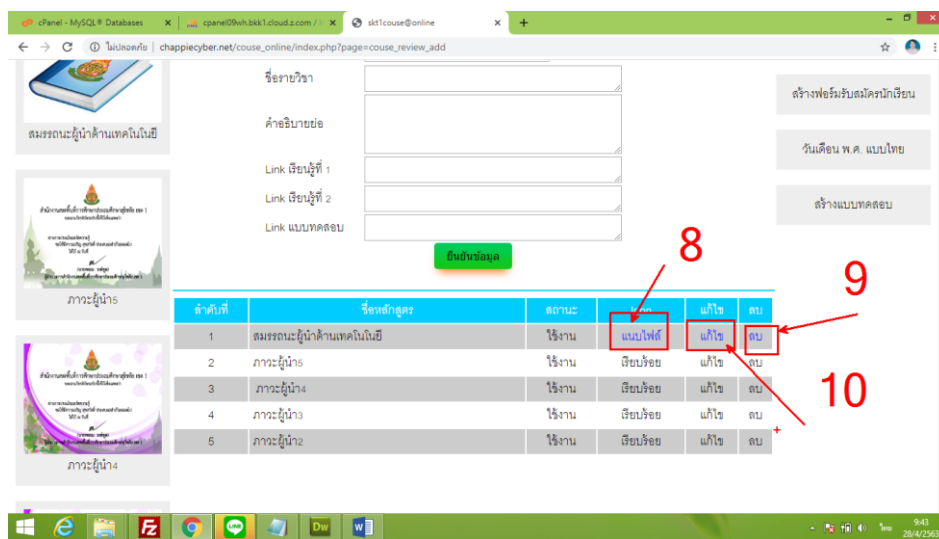 cPanel - MySQL® Databases
cpanel09wh.bkk1.cloud.z.com / l
skt1couse@online
ไม่ปลอดภัย | chappiecyber.net/couse_online/index.php?page=couse_review_add
ชื่อรายวิชา
คำอธิบายย่อ
Link เรียนรู้ที่ 1
Link เรียนรู้ที่ 2
Link แบบทดสอบ
ยืนยันข้อมูล
สมรรถนะผู้นำด้านเทคโนโนยี
ภาวะผู้นำ5
ภาวะผู้นำ4
สร้างฟอร์มรับสมัครนักเรียน
วันเดือน พ.ศ. แบบไทย
สร้างแบบทดสอบ
8
9
10
ลำดับที่ ชื่อหลักสูตร สถานะ แก้ไข ลบ
1 สมรรถนะผู้นำด้านเทคโนโนยี ใช้งาน แนบไฟล์ แก้ไข ลบ
2 ภาวะผู้นำ5 ใช้งาน เรียบร้อย แก้ไข ลบ
3 ภาวะผู้นำ4 ใช้งาน เรียบร้อย แก้ไข ลบ
4 ภาวะผู้นำ3 ใช้งาน เรียบร้อย แก้ไข ลบ
5 ภาวะผู้นำ2 ใช้งาน เรียบร้อย แก้ไข ลบ
LINE
Dw
9:43
28/4/2563